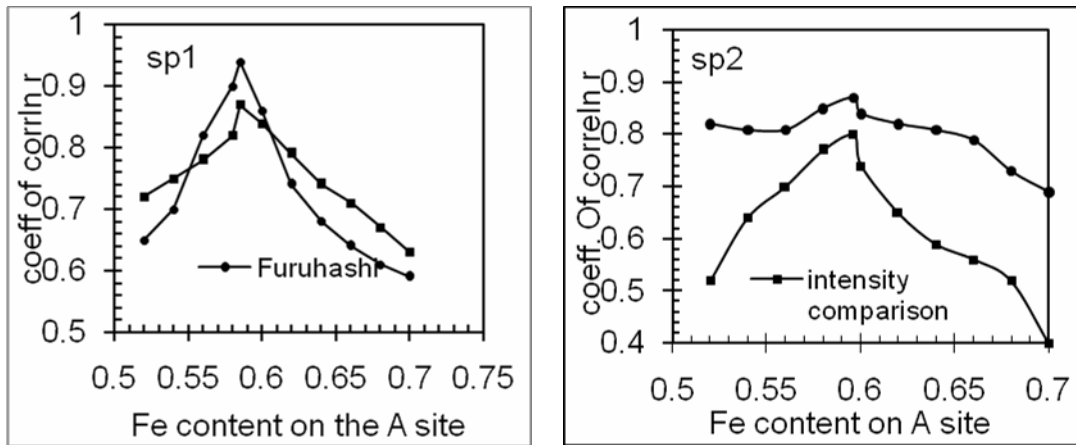 1
0.9
0.8
0.7
0.6
0.5
coeff of corrln r
sp1
Furuhashi
0.5 0.55 0.6 0.65 0.7 0.75
Fe content on the A site
1
0.9
0.8
0.7
0.6
0.5
0.4
coeff. Of correln r
sp2
intensity
comparison
0.5 0.55 0.6 0.65 0.7
Fe content on A site